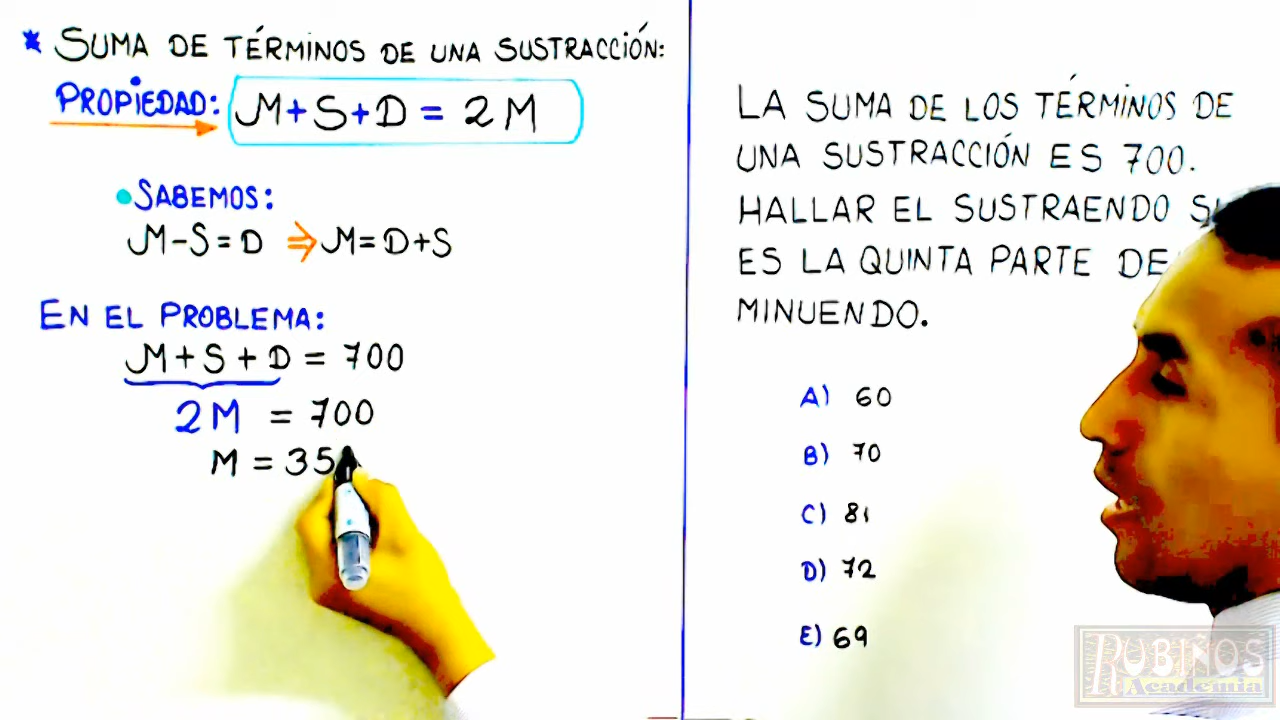 * SUMA DE TÉRMINOS DE UNA SUSTRACCIÓN:
PROPIEDAD: M+S+D = 2M
• SABEMOS:
M-S=D ⇒ M=D+S
EN EL PROBLEMA:
M+S+D = 700
2M = 700
M = 35
LA SUMA DE LOS TÉRMINOS DE
UNA SUSTRACCIÓN ES 700.
HALLAR EL SUSTRAENDO
ES LA QUINTA PARTE DE
MINUENDO.
A) 60
B) 70
C) 81
D) 72
E) 69
RUBIÑOS
Academia